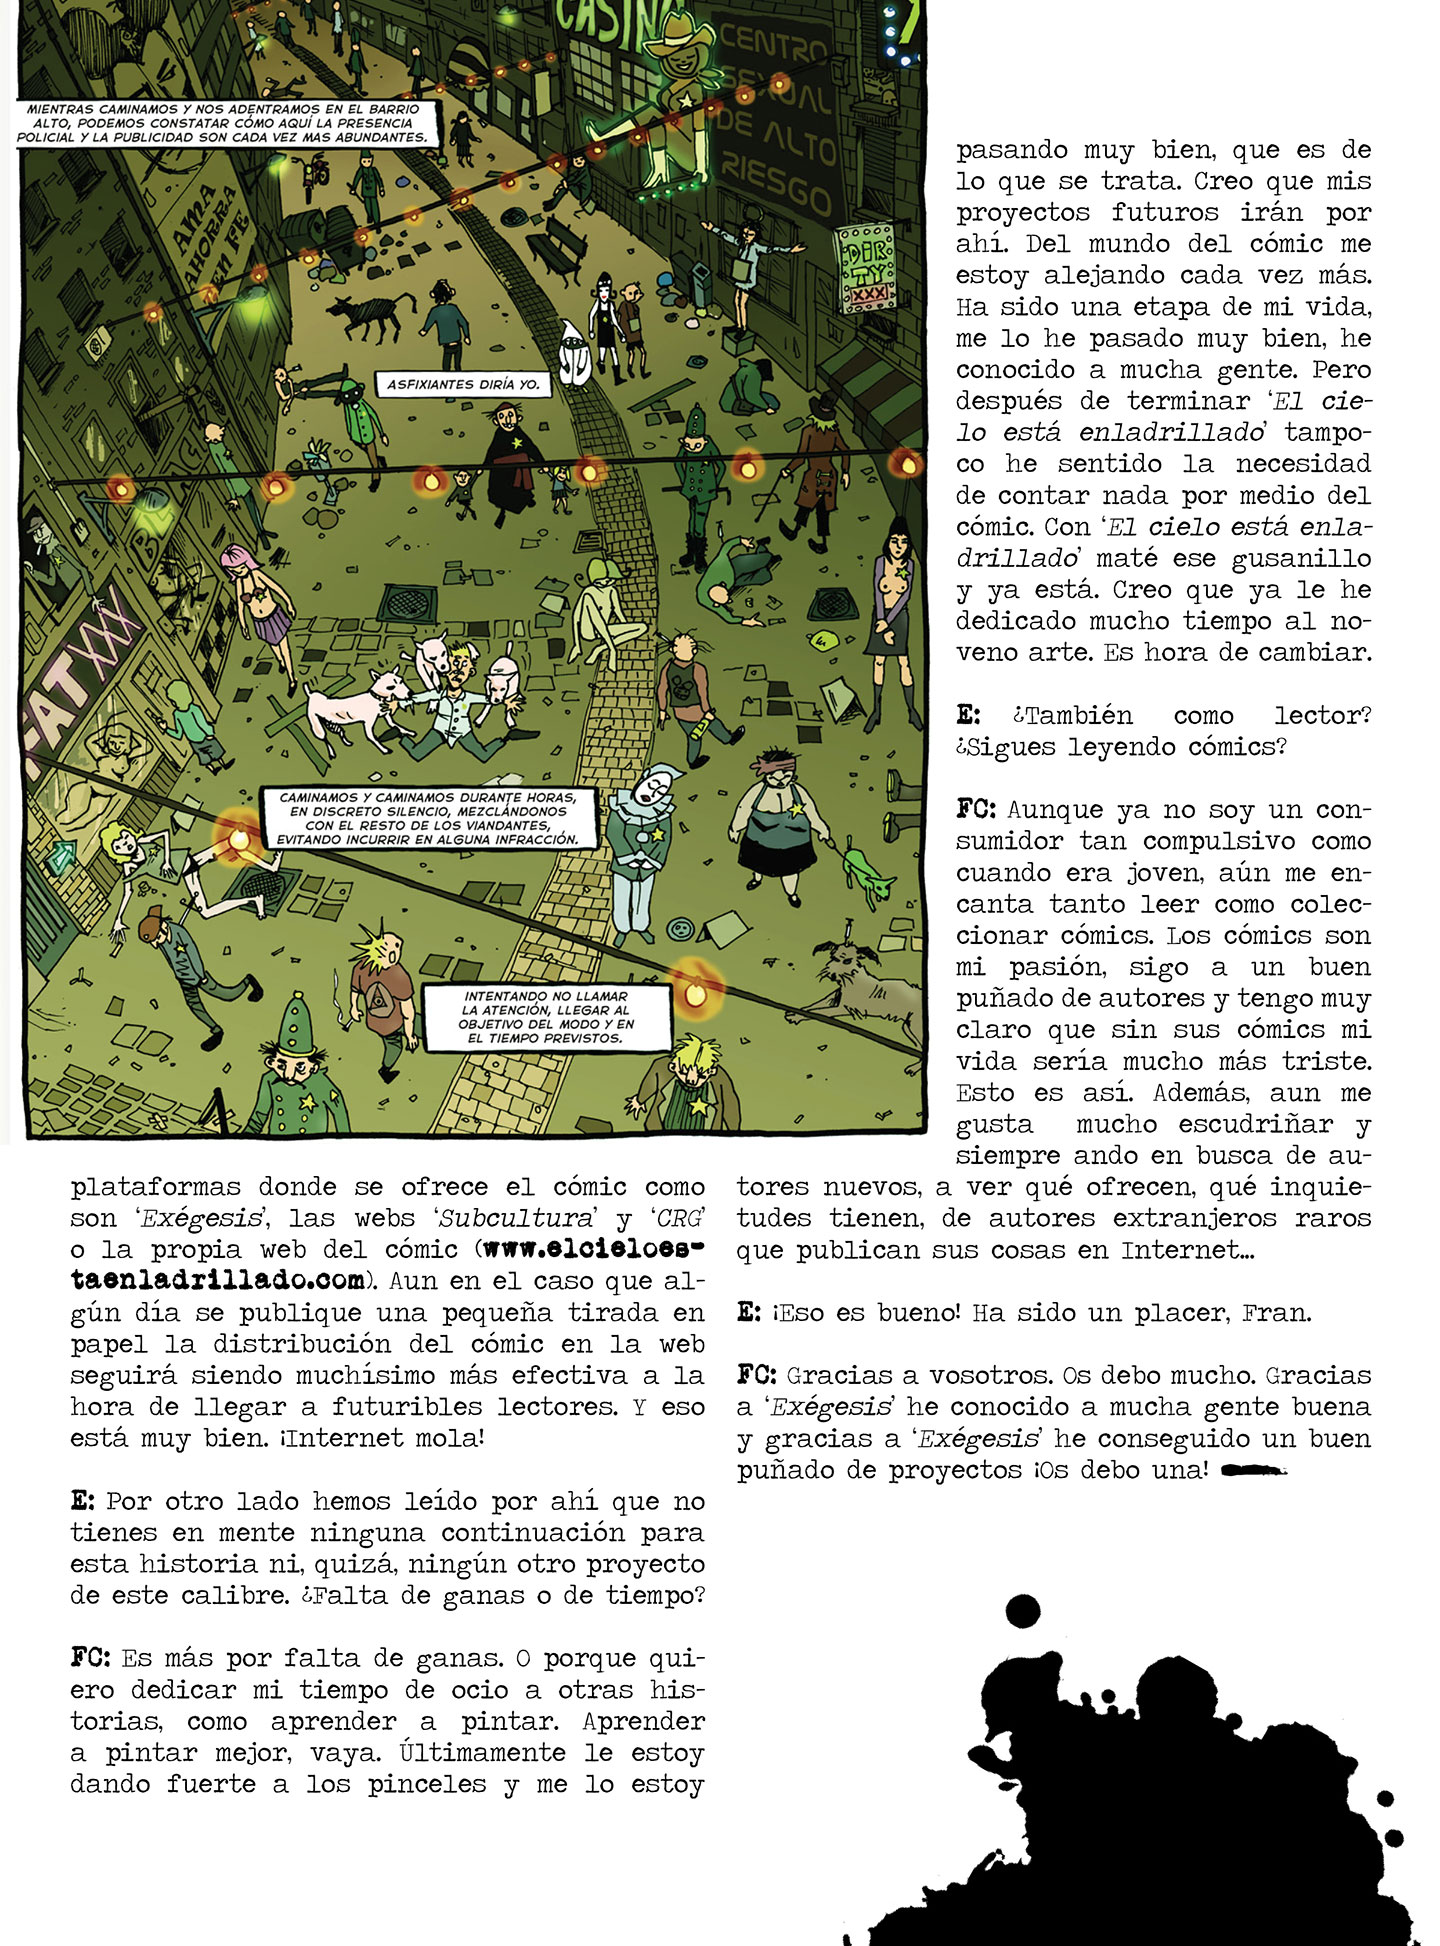 CASINO
CENTRO
SEXUAL
DE ALTO
RIESGO
MIENTRAS CAMINAMOS Y NOS ADENTRAMOS EN EL BARRIO
ALTO, PODEMOS CONSTATAR CÓMO AQUÍ LA PRESENCIA
POLICIAL Y LA PUBLICIDAD SON CADA VEZ MAS ABUNDANTES.
AMA
AHORRA
EN FE
DIR
TY
XXX
ASFIXIANTES DIRÍA YO.
FATXXX
CAMINAMOS Y CAMINAMOS DURANTE HORAS,
EN DISCRETO SILENCIO, MEZCLÁNDONOS
CON EL RESTO DE LOS VIANDANTES,
EVITANDO INCURRIR EN ALGUNA INFRACCIÓN.
INTENTANDO NO LLAMAR
LA ATENCIÓN, LLEGAR AL
OBJETIVO DEL MODO Y EN
EL TIEMPO PREVISTOS.
plataformas donde se ofrece el cómic como
son ‘Exégesis’, las webs ‘Subcultura’ y ‘CRG’
o la propia web del cómic (www.elcieloes-
taenladrillado.com). Aun en el caso que al-
gún día se publique una pequeña tirada en
papel la distribución del cómic en la web
seguirá siendo muchísimo más efectiva a la
hora de llegar a futuribles lectores. Y eso
está muy bien. ¡Internet mola!
E: Por otro lado hemos leído por ahí que no
tienes en mente ninguna continuación para
esta historia ni, quizá, ningún otro proyecto
de este calibre. ¿Falta de ganas o de tiempo?
FC: Es más por falta de ganas. O porque qui-
ero dedicar mi tiempo de ocio a otras his-
torias, como aprender a pintar. Aprender
a pintar mejor, vaya. Últimamente le estoy
dando fuerte a los pinceles y me lo estoy
pasando muy bien, que es de
lo que se trata. Creo que mis
proyectos futuros irán por
ahí. Del mundo del cómic me
estoy alejando cada vez más.
Ha sido una etapa de mi vida,
me lo he pasado muy bien, he
conocido a mucha gente. Pero
después de terminar ‘El cie-
lo está enladrillado’ tampo-
co he sentido la necesidad
de contar nada por medio del
cómic. Con ‘El cielo está enla-
drillado’ maté ese gusanillo
y ya está. Creo que ya le he
dedicado mucho tiempo al no-
veno arte. Es hora de cambiar.
E: ¿También como lector?
¿Sigues leyendo cómics?
FC: Aunque ya no soy un con-
sumidor tan compulsivo como
cuando era joven, aún me en-
canta tanto leer como colec-
cionar cómics. Los cómics son
mi pasión, sigo a un buen
puñado de autores y tengo muy
claro que sin sus cómics mi
vida sería mucho más triste.
Esto es así. Además, aun me
gusta mucho escudriñar y
siempre ando en busca de au-
tores nuevos, a ver qué ofrecen, qué inquie-
tudes tienen, de autores extranjeros raros
que publican sus cosas en Internet…
E: ¡Eso es bueno! Ha sido un placer, Fran.
FC: Gracias a vosotros. Os debo mucho. Gracias
a ‘Exégesis’ he conocido a mucha gente buena
y gracias a ‘Exégesis’ he conseguido un buen
puñado de proyectos ¡Os debo una!